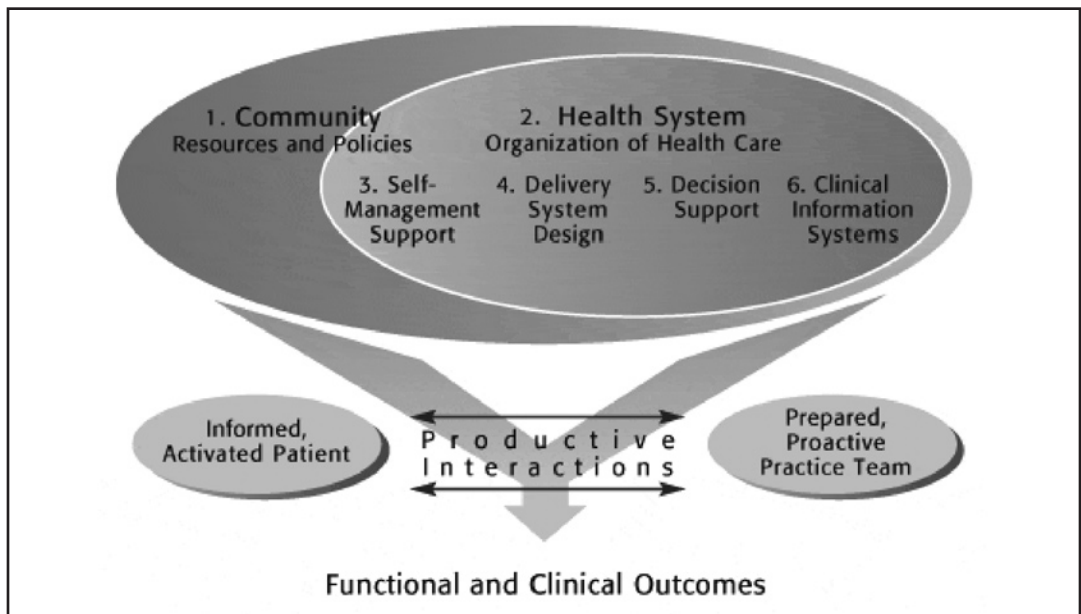 1. Community
Resources and Policies
2. Health System
Organization of Health Care
3. Self-
Management
Support
4. Delivery
System
Design
5. Decision
Support
6. Clinical
Information
Systems
Informed,
Activated Patient
Productive
Interactions
Prepared,
Proactive
Practice Team
Functional and Clinical Outcomes